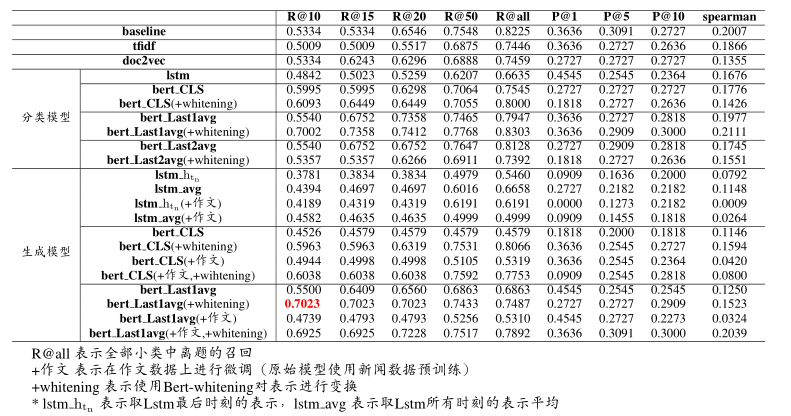 R@10 R@15 R@20 R@50 R@all P@1 P@5 P@10 spearman
baseline 0.5334 0.5334 0.6546 0.7548 0.8225 0.3636 0.3091 0.2727 0.2007
tfidf 0.5009 0.5009 0.5517 0.6875 0.7446 0.3636 0.2727 0.2636 0.1866
doc2vec 0.5334 0.6243 0.6296 0.6888 0.7459 0.2727 0.2727 0.2727 0.1355
分类模型
lstm 0.4842 0.5023 0.5259 0.6207 0.6635 0.4545 0.2545 0.2364 0.1676
bert_CLS 0.5995 0.5995 0.6298 0.7064 0.7545 0.2727 0.2727 0.2727 0.1776
bert_CLS(+whitening) 0.6093 0.6449 0.6449 0.7055 0.8000 0.1818 0.2727 0.2636 0.1426
bert_Last1avg 0.5540 0.6752 0.7358 0.7465 0.7947 0.3636 0.2727 0.2818 0.1977
bert_Last1avg(+whitening) 0.7002 0.7358 0.7412 0.7768 0.8303 0.3636 0.2909 0.3000 0.2111
bert_Last2avg 0.5540 0.6752 0.6752 0.7647 0.8128 0.2727 0.2909 0.2818 0.1745
bert_Last2avg(+whitening) 0.5357 0.5357 0.6266 0.6911 0.7392 0.1818 0.2727 0.2636 0.1551
生成模型
lstm_h_{t_n} 0.3781 0.3834 0.3834 0.4979 0.5460 0.0909 0.1636 0.2000 0.0792
lstm_avg 0.4394 0.4697 0.4697 0.6016 0.6658 0.2727 0.2182 0.2182 0.1148
lstm_h_{t_n}(+作文) 0.4189 0.4319 0.4319 0.6191 0.6191 0.0000 0.1273 0.2182 0.0009
lstm_avg(+作文) 0.4582 0.4635 0.4635 0.4999 0.4999 0.0909 0.1455 0.1818 0.0264
bert_CLS 0.4526 0.4579 0.4579 0.4579 0.4579 0.1818 0.2000 0.1818 0.1146
bert_CLS(+whitening) 0.5963 0.5963 0.6319 0.7531 0.8066 0.3636 0.2545 0.2727 0.1594
bert_CLS(+作文) 0.4944 0.4998 0.4998 0.5105 0.5319 0.3636 0.2545 0.2364 0.0420
bert_CLS(+作文,+wihtening) 0.6038 0.6038 0.6038 0.7592 0.7753 0.0909 0.2545 0.2818 0.0800
bert_Last1avg 0.5500 0.6409 0.6560 0.6863 0.6863 0.4545 0.2545 0.2545 0.1250
bert_Last1avg(+whitening) 0.7023 0.7023 0.7023 0.7433 0.7487 0.2727 0.2727 0.2909 0.1523
bert_Last1avg(+作文) 0.4739 0.4793 0.4793 0.5256 0.5310 0.4545 0.2727 0.2273 0.0324
bert_Last1avg(+作文,+whitening) 0.6925 0.6925 0.7228 0.7517 0.7892 0.4545 0.3091 0.3000 0.2039
R@all 表示全部小类中离题的召回
+作文 表示在作文数据上进行微调（原始模型使用新闻数据预训练）
+whitening 表示使用Bert-whitening对表示进行变换
* lstm_h_{t_n} 表示取Lstm最后时刻的表示，lstm_avg 表示取Lstm所有时刻的表示平均